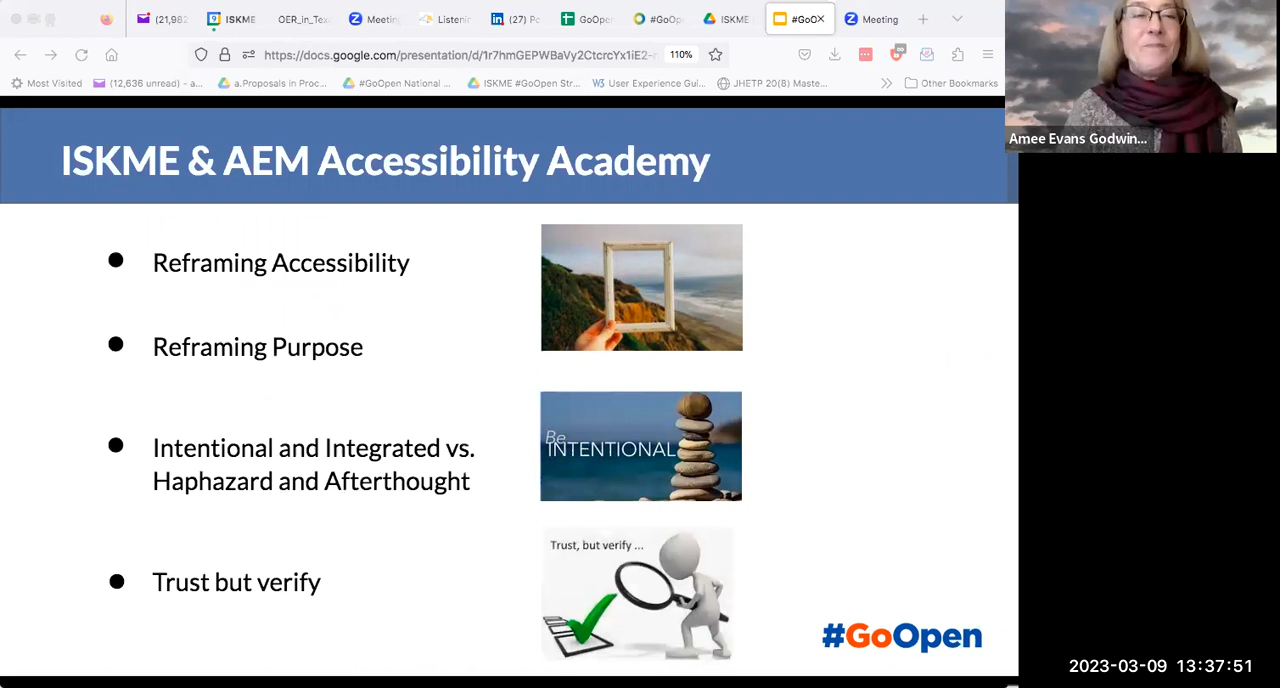 (21,982
ISKME
OER_in_Tex
Meeting
Listenin
(27) Po
GoOpen
#GoOp
ISKME
#GoO
Meeting
https://docs.google.com/presentation/d/1r7hmGEPWBaVy2CtcrcYx1iE2-
110%
Most Visited
(12,636 unread) - a...
a.Proposals in Proc...
#GoOpen National ...
ISKME #GoOpen Str...
User Experience Gui...
JHETP 20(8) Maste...
Other Bookmarks
Amee Evans Godwin...
ISKME & AEM Accessibility Academy
Reframing Accessibility
Reframing Purpose
Be
INTENTIONAL
Intentional and Integrated vs.
Haphazard and Afterthought
Trust, but verify ...
Trust but verify
#GoOpen
2023-03-09 13:37:51